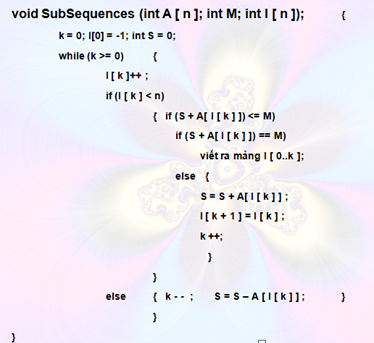 void SubSequences (int A [ n ]; int M; int I [ n ]); {
k = 0; I[0] = -1; int S = 0;
while (k >= 0) {
I [ k ]++ ;
if (I [ k ] < n)
{ if (S + A[ I [ k ] ]) <= M)
if (S + A[ I [ k ] ]) == M)
viết ra mảng I [ 0..k ];
else {
S = S + A[ I [ k ] ] ;
I [ k + 1 ] = I [ k ] ;
k ++;
}
}
else { k - - ; S = S – A [ I [ k ] ]; }
}
}